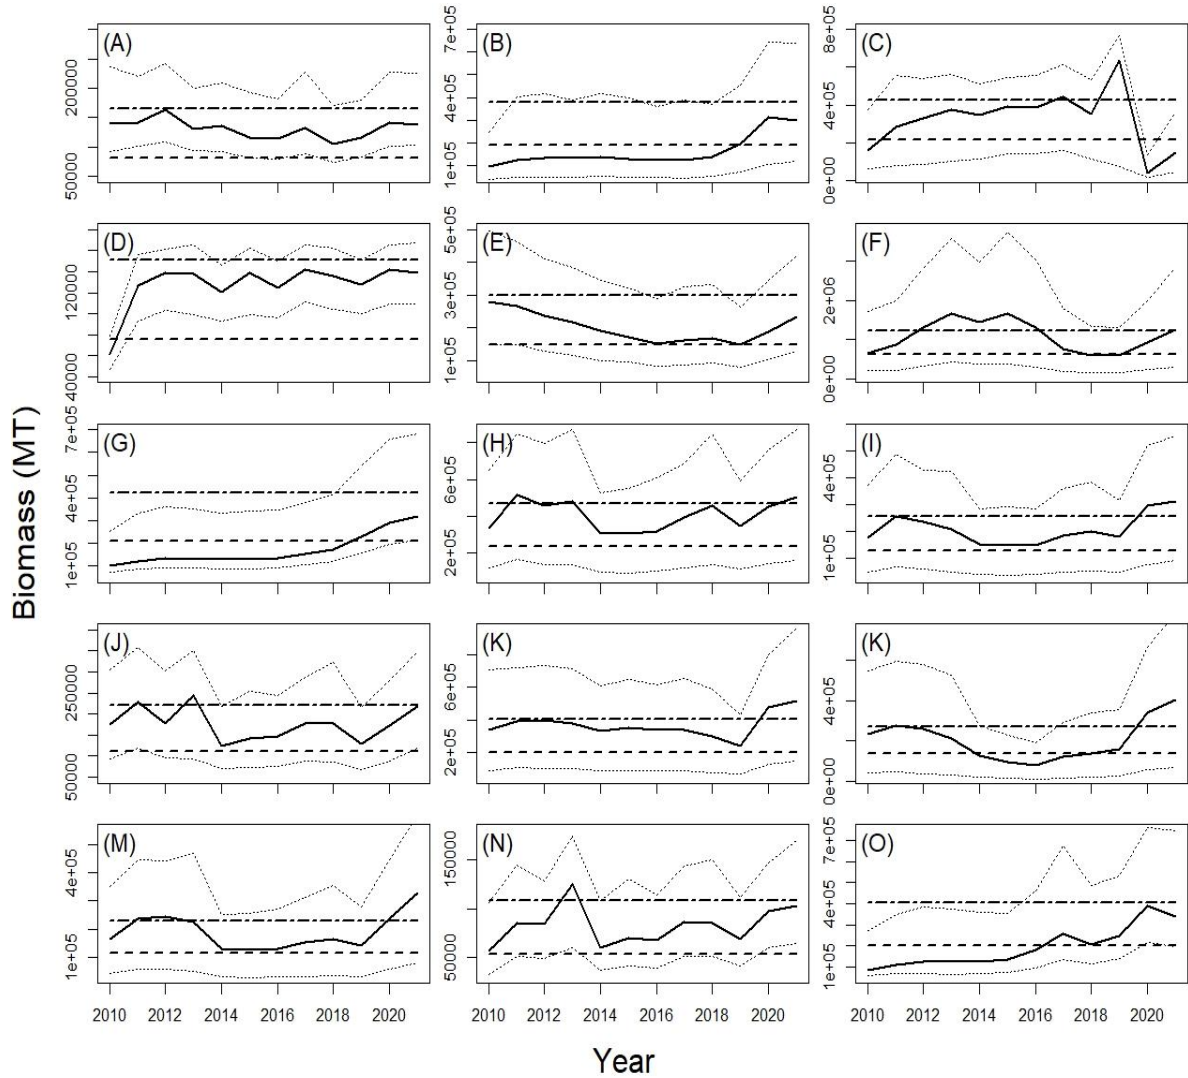 Biomass (MT)
(A)
200000
50000
(B)
7e+05
4e+05
1e+05
(C)
8e+05
4e+05
0e+00
(D)
120000
40000
(E)
5e+05
3e+05
1e+05
(F)
2e+06
0e+00
(G)
7e+05
4e+05
1e+05
(H)
6e+05
2e+05
(I)
4e+05
1e+05
(J)
250000
50000
(K)
6e+05
2e+05
(K)
4e+05
0e+00
(M)
4e+05
1e+05
(N)
150000
50000
(O)
7e+05
4e+05
1e+05
2010 2012 2014 2016 2018 2020
2010 2012 2014 2016 2018 2020
2010 2012 2014 2016 2018 2020
Year